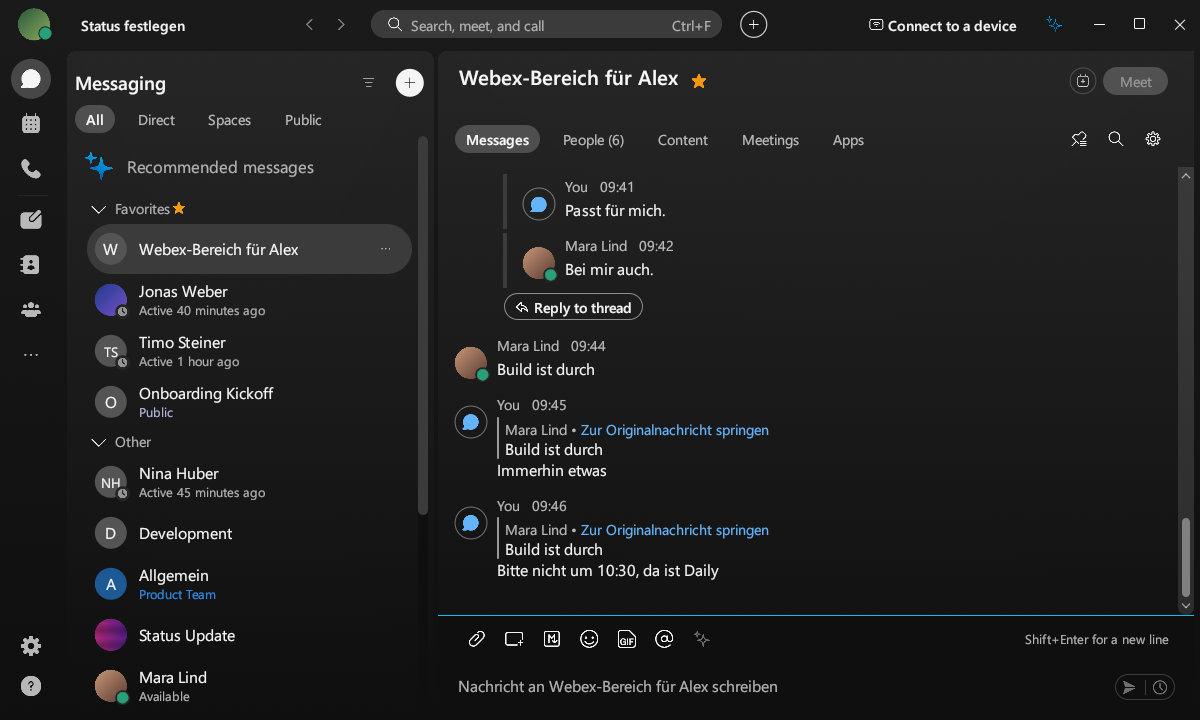 Status festlegen
Search, meet, and call
Ctrl+F
Connect to a device
Messaging
All
Direct
Spaces
Public
Recommended messages
Favorites
W
Webex-Bereich für Alex
...
Jonas Weber
Active 40 minutes ago
TS
Timo Steiner
Active 1 hour ago
O
Onboarding Kickoff
Public
Other
NH
Nina Huber
Active 45 minutes ago
D
Development
A
Allgemein
Product Team
Status Update
Mara Lind
Available
Webex-Bereich für Alex
Meet
Messages
People (6)
Content
Meetings
Apps
You 09:41
Passt für mich.
Mara Lind 09:42
Bei mir auch.
Reply to thread
Mara Lind 09:44
Build ist durch
You 09:45
Mara Lind • Zur Originalnachricht springen
Build ist durch
Immerhin etwas
You 09:46
Mara Lind • Zur Originalnachricht springen
Build ist durch
Bitte nicht um 10:30, da ist Daily
GIF
Shift+Enter for a new line
Nachricht an Webex-Bereich für Alex schreiben